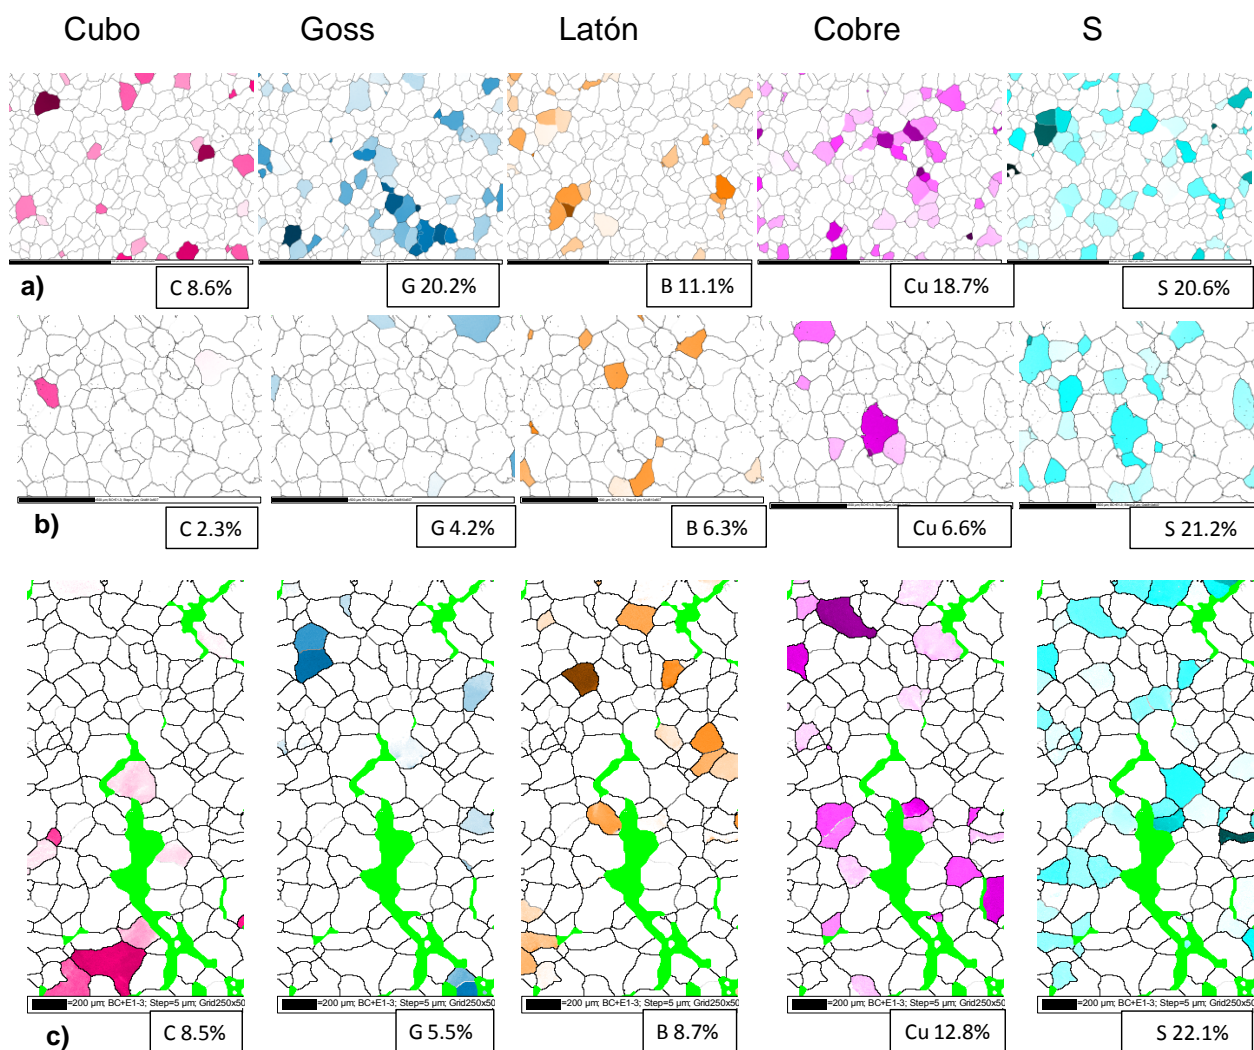 Cubo Goss Latón Cobre S
a) C 8.6% G 20.2% B 11.1% Cu 18.7% S 20.6%
b) C 2.3% G 4.2% B 6.3% Cu 6.6% S 21.2%
=200 µm; BC+E1-3; Step=5 µm; Grid250x50 =200 µm; BC+E1-3; Step=5 µm; Grid250x50 =200 µm; BC+E1-3; Step=5 µm; Grid250x50 =200 µm; BC+E1-3; Step=5 µm; Grid250x50 =200 µm; BC+E1-3; Step=5 µm; Grid250x50
c) C 8.5% G 5.5% B 8.7% Cu 12.8% S 22.1%